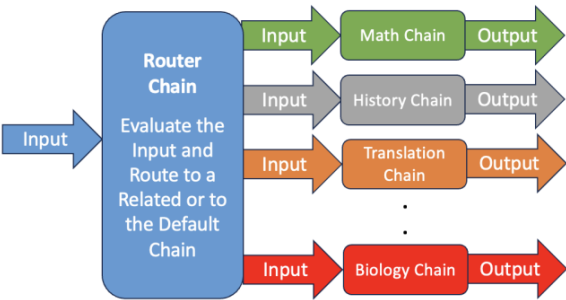 Input
Router
Chain
Evaluate the
Input and
Route to a
Related or to
the Default
Chain
Input
Math Chain
Output
Input
History Chain
Output
Input
Translation
Chain
Output
.
.
Input
Biology Chain
Output